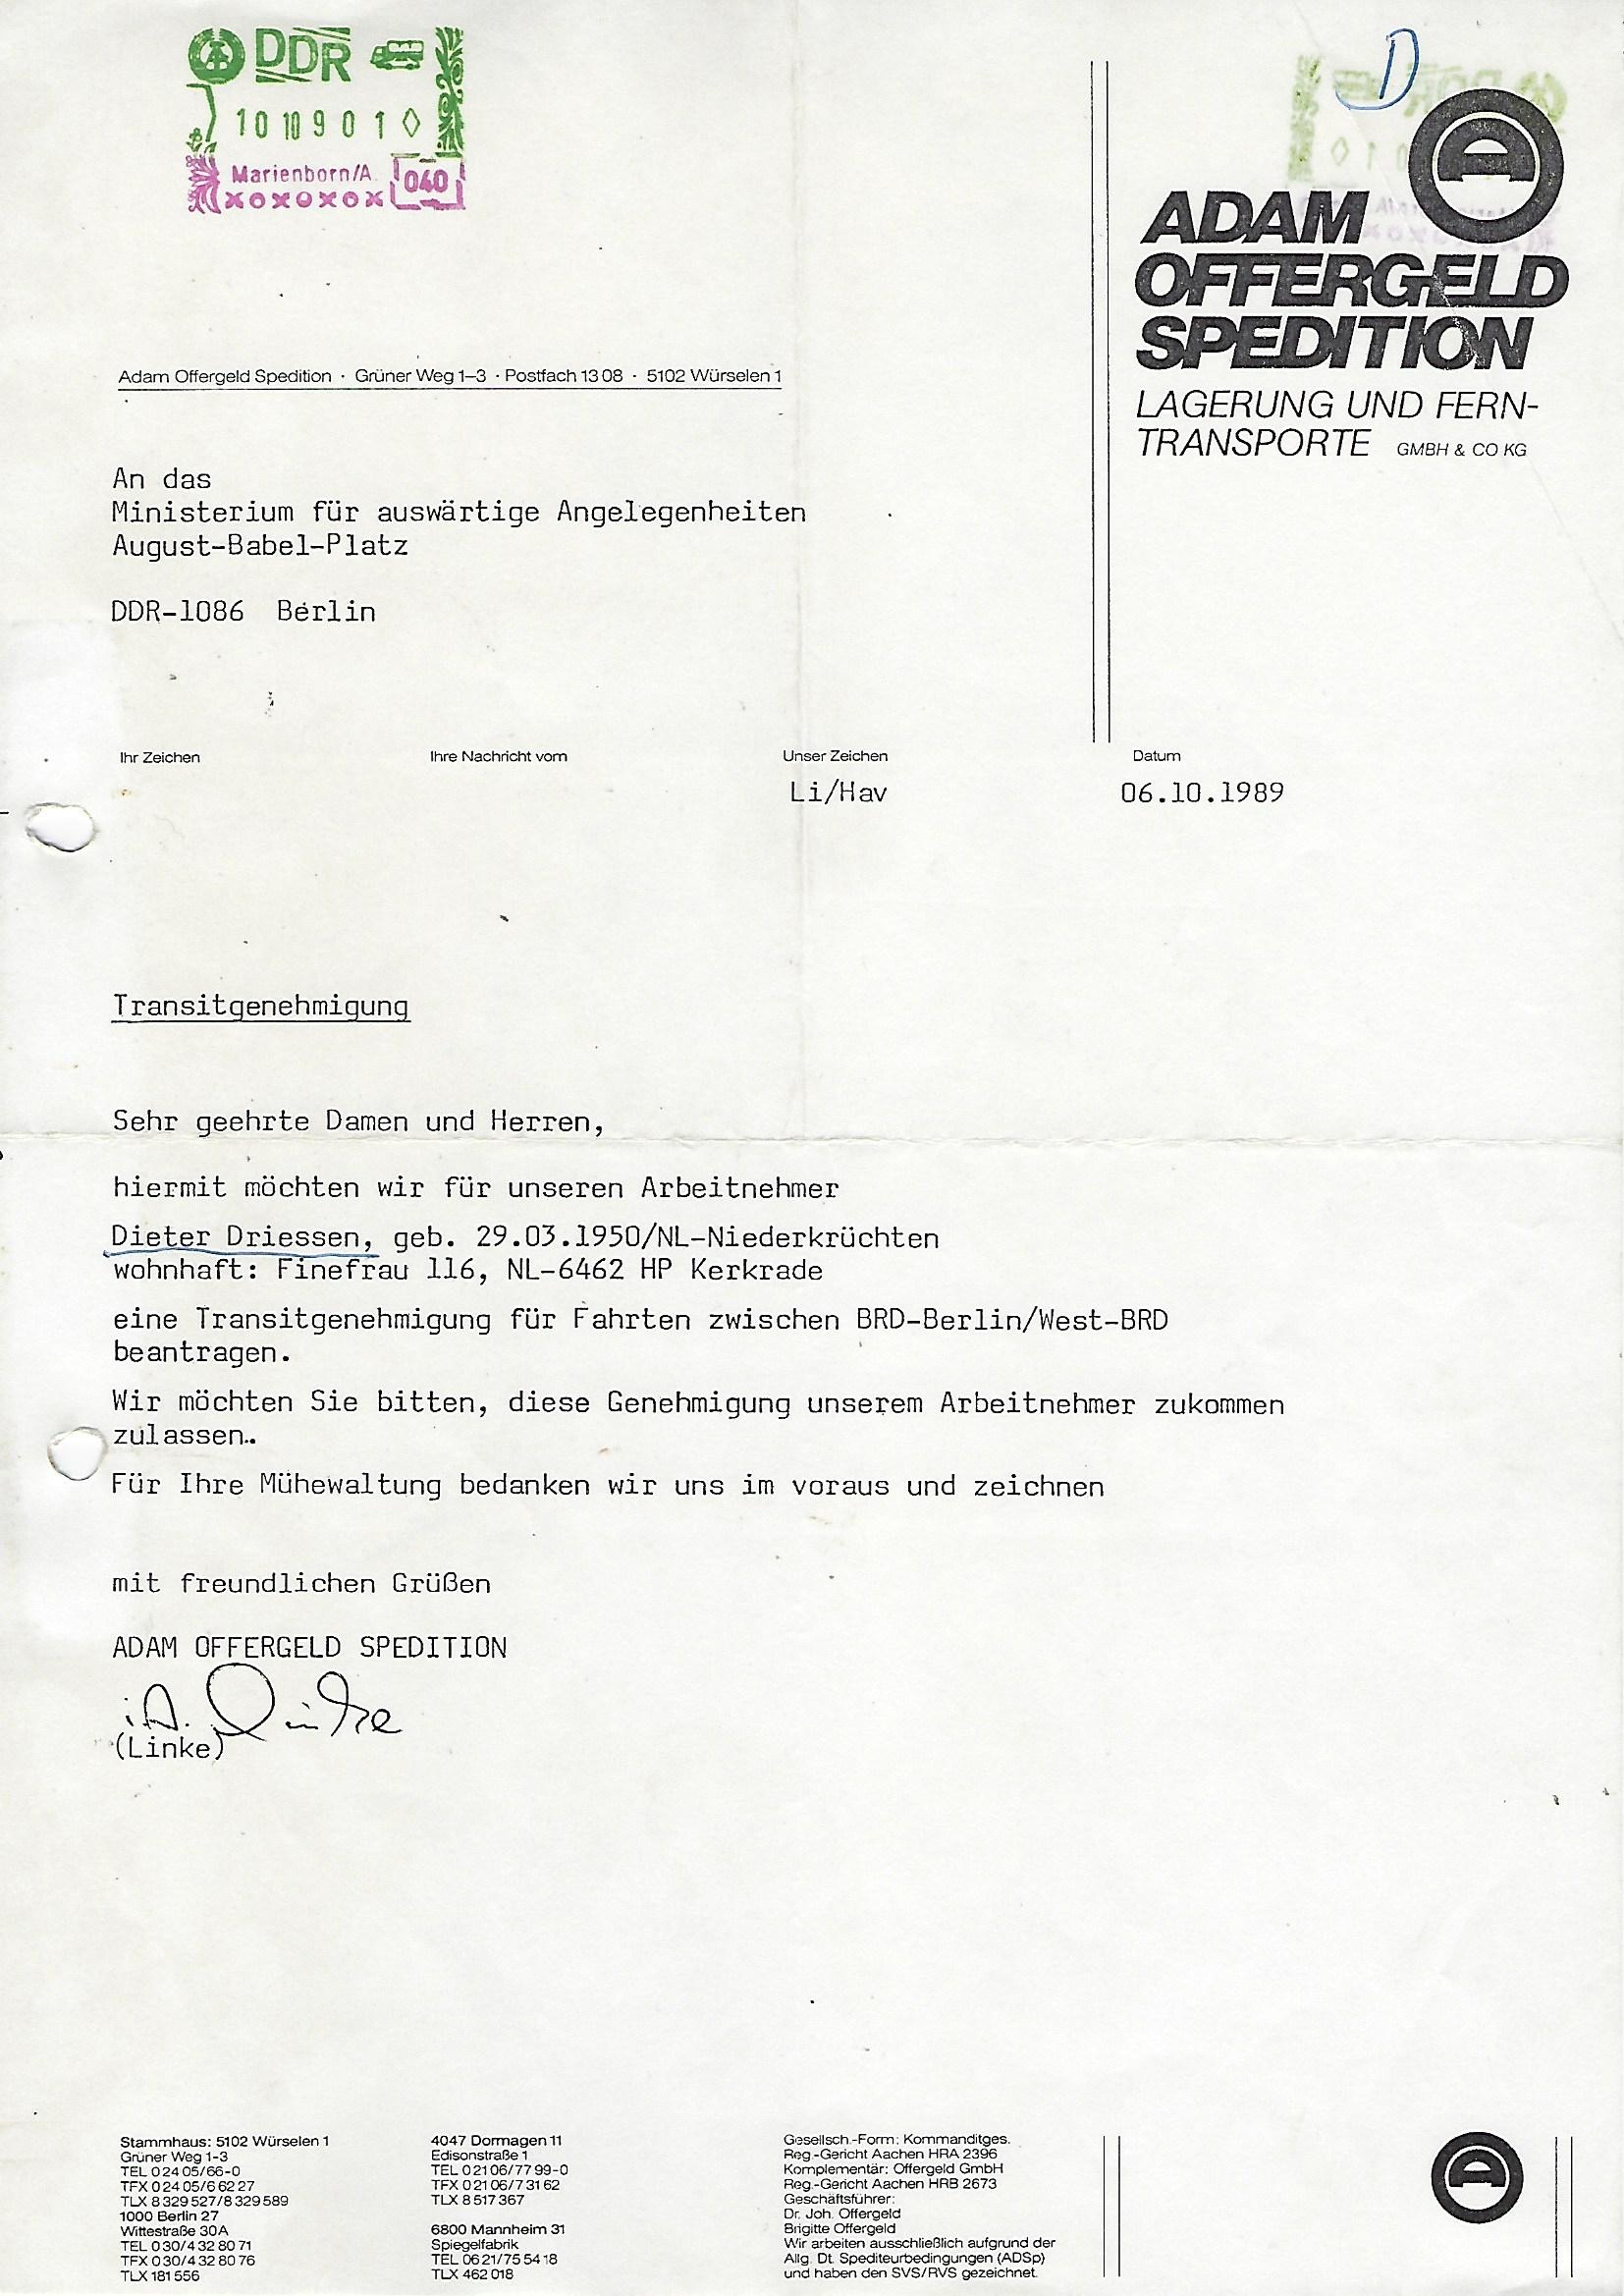 DDR
10 10 9 0 1 ◊
Marienborn/A.
XOXOXOX 040
D
A
ADAM
OFFERGELD
SPEDITION
LAGERUNG UND FERN-
TRANSPORTE GMBH & CO KG
Adam Offergeld Spedition · Grüner Weg 1–3 · Postfach 13 08 · 5102 Würselen 1
An das
Ministerium für auswärtige Angelegenheiten
August-Babel-Platz
DDR-1086 Berlin
Ihr Zeichen Ihre Nachricht vom Unser Zeichen Datum
Li/Hav 06.10.1989
Transitgenehmigung
Sehr geehrte Damen und Herren,
hiermit möchten wir für unseren Arbeitnehmer
Dieter Driessen, geb. 29.03.1950/NL-Niederkrüchten
wohnhaft: Finefrau 116, NL-6462 HP Kerkrade
eine Transitgenehmigung für Fahrten zwischen BRD-Berlin/West-BRD
beantragen.
Wir möchten Sie bitten, diese Genehmigung unserem Arbeitnehmer zukommen
zulassen..
Für Ihre Mühewaltung bedanken wir uns im voraus und zeichnen
mit freundlichen Grüßen
ADAM OFFERGELD SPEDITION
i.A. Linke
(Linke)
Stammhaus: 5102 Würselen 1
Grüner Weg 1-3
TEL 0 24 05/66-0
TFX 0 24 05/6 62 27
TLX 8 329 527/8 329 589
1000 Berlin 27
Wittestraße 30A
TEL 0 30/4 32 80 71
TFX 0 30/4 32 80 76
TLX 181 556
4047 Dormagen 11
Edisonstraße 1
TEL 0 21 06/77 99-0
TFX 0 21 06/7 31 62
TLX 8 517 367
6800 Mannheim 31
Spiegelfabrik
TEL 06 21/75 54 18
TLX 462 018
Gesellsch.-Form: Kommanditges.
Reg.-Gericht Aachen HRA 2396
Komplementär: Offergeld GmbH
Reg.-Gericht Aachen HRB 2673
Geschäftsführer:
Dr. Joh. Offergeld
Brigitte Offergeld
Wir arbeiten ausschließlich aufgrund der
Allg. Dt. Spediteurbedingungen (ADSp)
und haben den SVS/RVS gezeichnet.
A